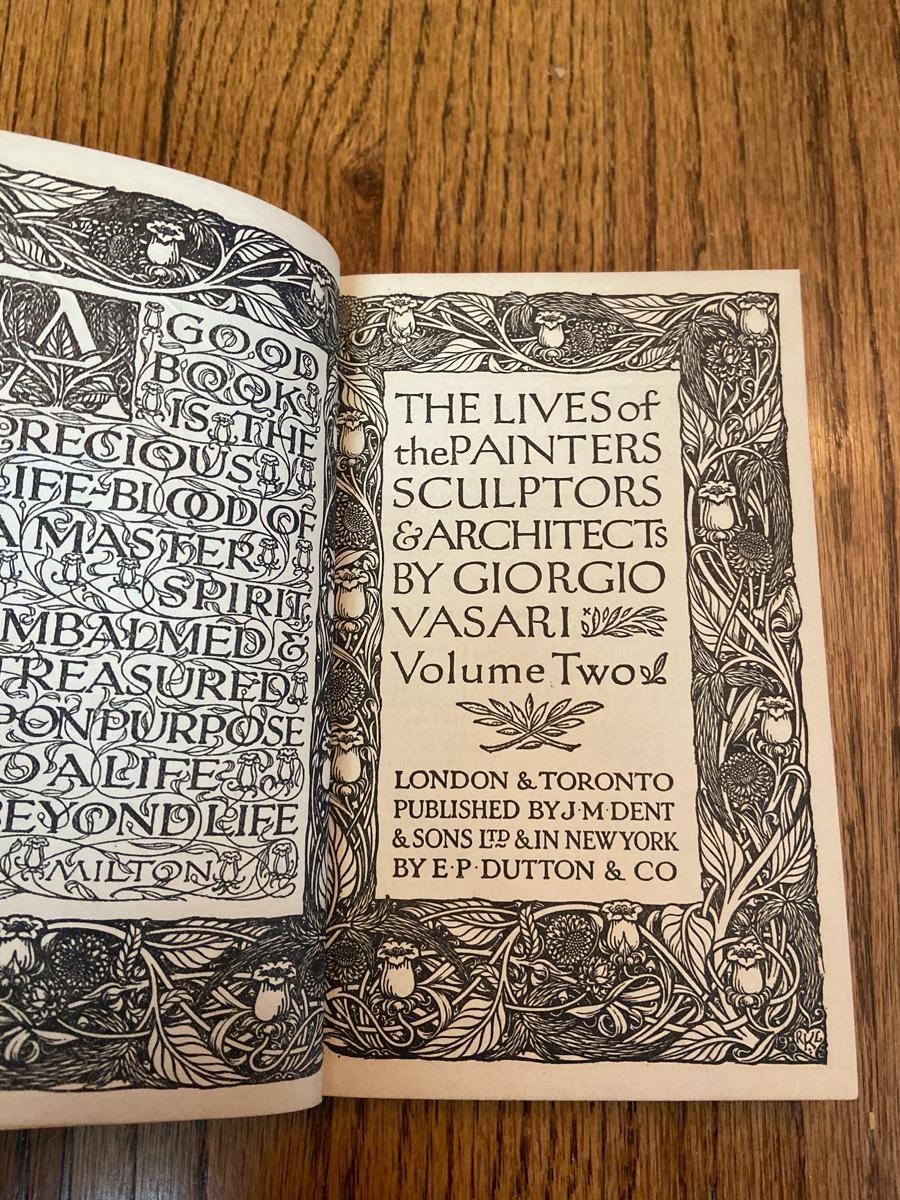 A GOOD
BOOK
IS THE
PRECIOUS
LIFE-BLOOD OF
A MASTER
SPIRIT
EMBALMED &
TREASURED
UPON PURPOSE
TO A LIFE
BEYOND LIFE
MILTON
THE LIVES of
the PAINTERS
SCULPTORS
& ARCHITECTS
BY GIORGIO
VASARI
Volume Two
LONDON & TORONTO
PUBLISHED BY J·M·DENT
& SONS LTD & IN NEW YORK
BY E·P·DUTTON & CO